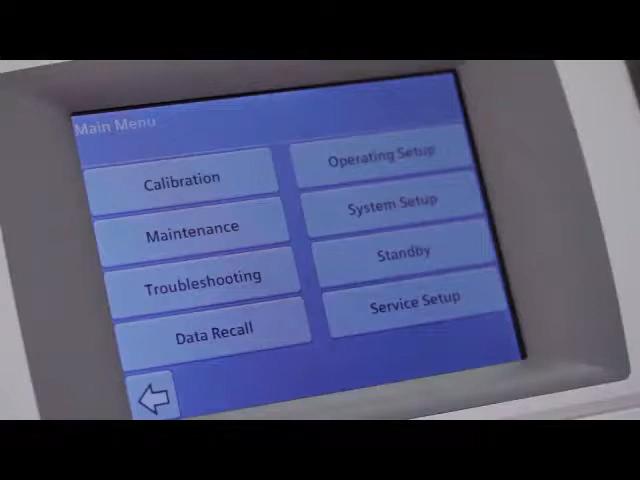 Main Menu
Calibration
Operating Setup
Maintenance
System Setup
Troubleshooting
Standby
Data Recall
Service Setup